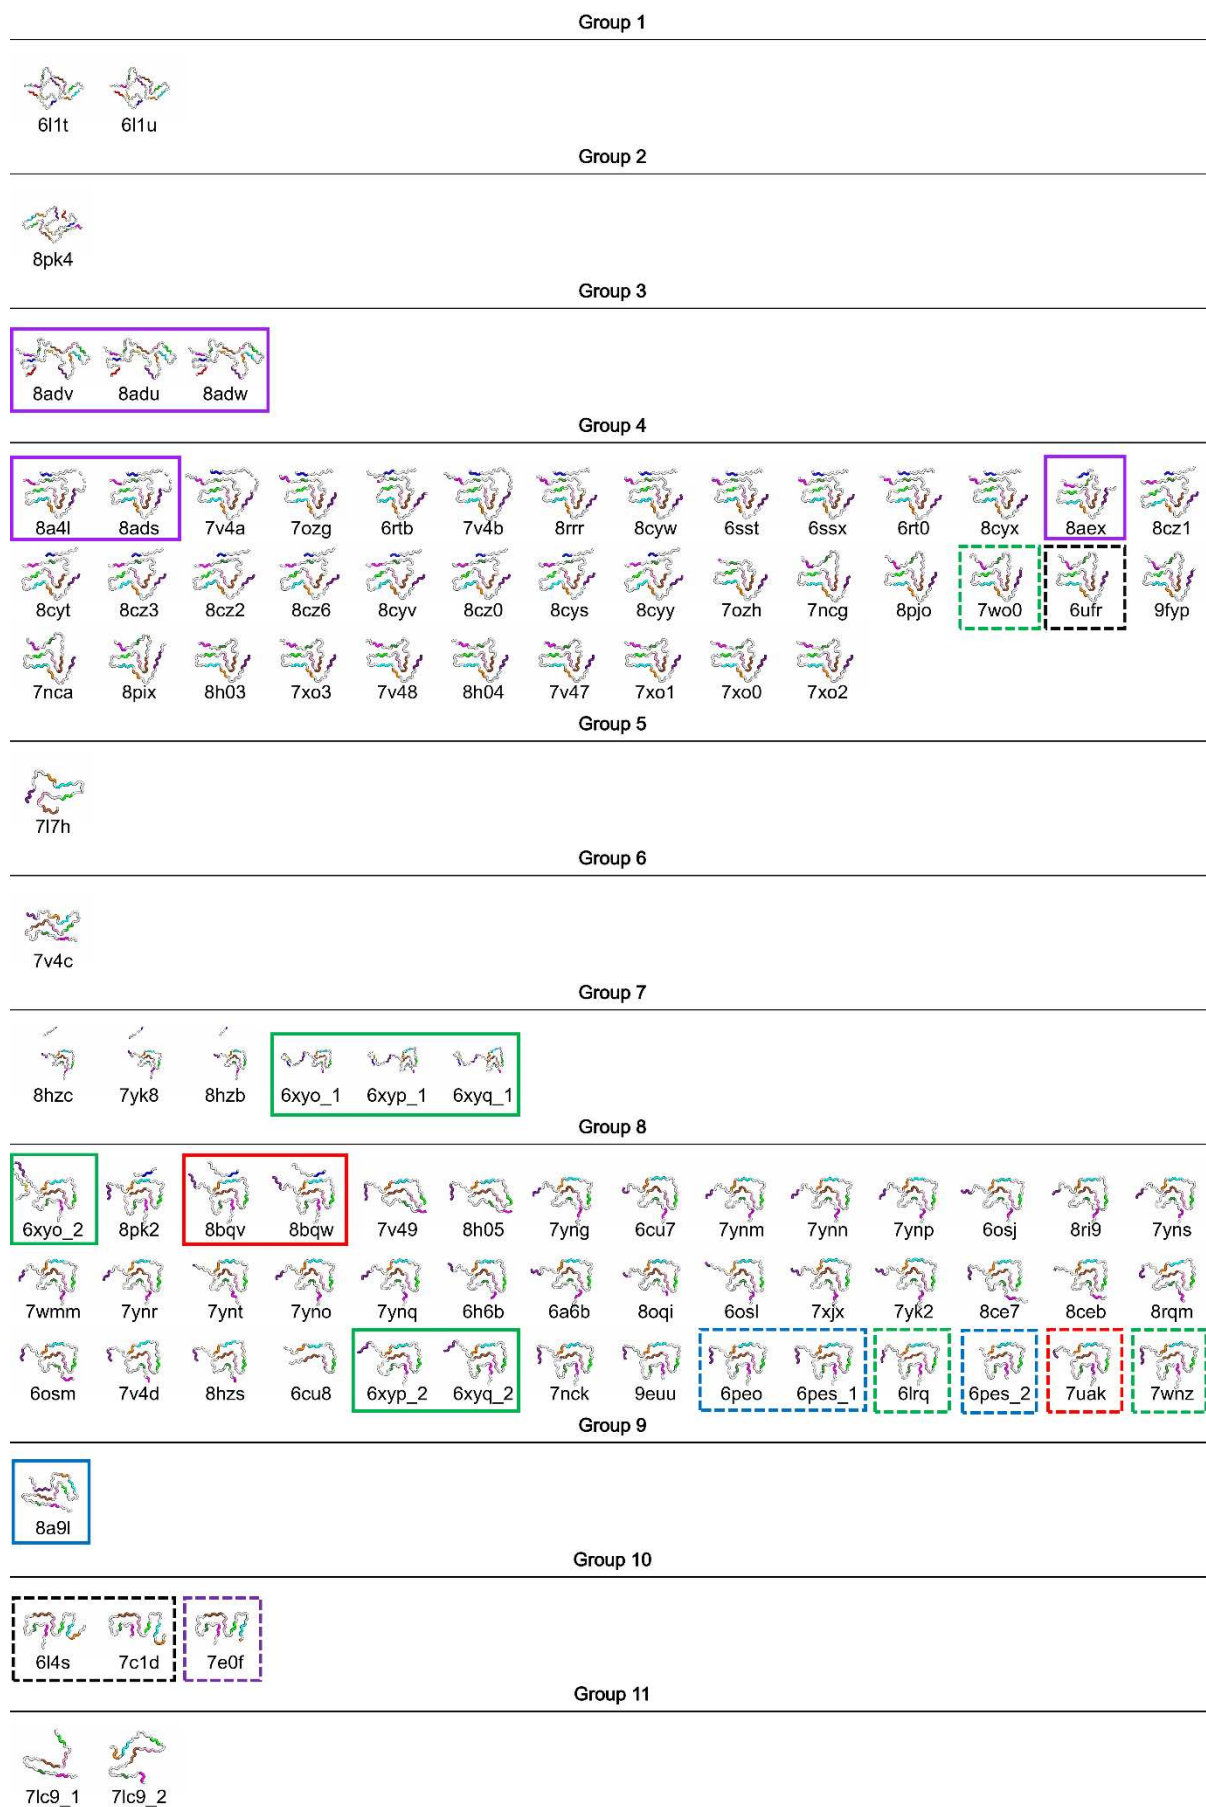 Group 1
6l1t 6l1u
Group 2
8pk4
Group 3
8adv 8adu 8adw
Group 4
8a4l 8ads 7v4a 7ozg 6rtb 7v4b 8rrr 8cyw 6sst 6ssx 6rt0 8cyx 8aex 8cz1
8cyt 8cz3 8cz2 8cz6 8cyv 8cz0 8cys 8cyy 7ozh 7ncg 8pjo 7wo0 6ufr 9fyp
7nca 8pix 8h03 7xo3 7v48 8h04 7v47 7xo1 7xo0 7xo2
Group 5
7l7h
Group 6
7v4c
Group 7
8hzc 7yk8 8hzb 6xyo_1 6xyp_1 6xyq_1
Group 8
6xyo_2 8pk2 8bqv 8bqw 7v49 8h05 7yng 6cu7 7ynm 7ynn 7ynp 6osj 8ri9 7yns
7wmm 7ynr 7ynt 7yno 7ynq 6h6b 6a6b 8oqi 6osl 7xjx 7yk2 8ce7 8ceb 8rqm
6osm 7v4d 8hzs 6cu8 6xyp_2 6xyq_2 7nck 9euu 6peo 6pes_1 6lrq 6pes_2 7uak 7wnz
Group 9
8a9l
Group 10
6l4s 7c1d 7e0f
Group 11
7lc9_1 7lc9_2